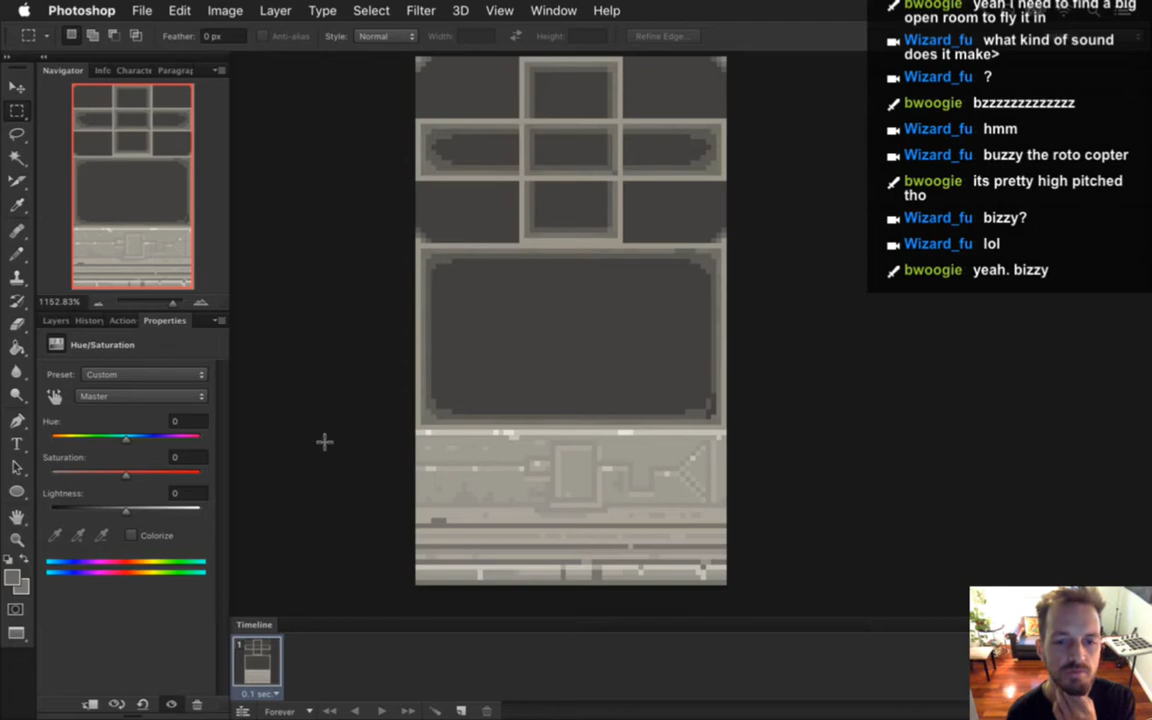 Photoshop File Edit Image Layer Type Select Filter 3D View Window Help
Feather: 0 px Anti-alias Style: Normal Width: Height: Refine Edge...
Navigator Info Characte Paragra
1152.83%
Layers History Action Properties
Hue/Saturation
Preset: Custom
Master
Hue: 0
Saturation: 0
Lightness: 0
Colorize
Timeline
1
0.1 sec.
Forever
bwoogie yeah i need to find a big
open room to fly it in
Wizard_fu what kind of sound
does it make>
Wizard_fu ?
bwoogie bzzzzzzzzzzzzz
Wizard_fu hmm
Wizard_fu buzzy the roto copter
bwoogie its pretty high pitched
tho
Wizard_fu bizzy?
Wizard_fu lol
bwoogie yeah. bizzy